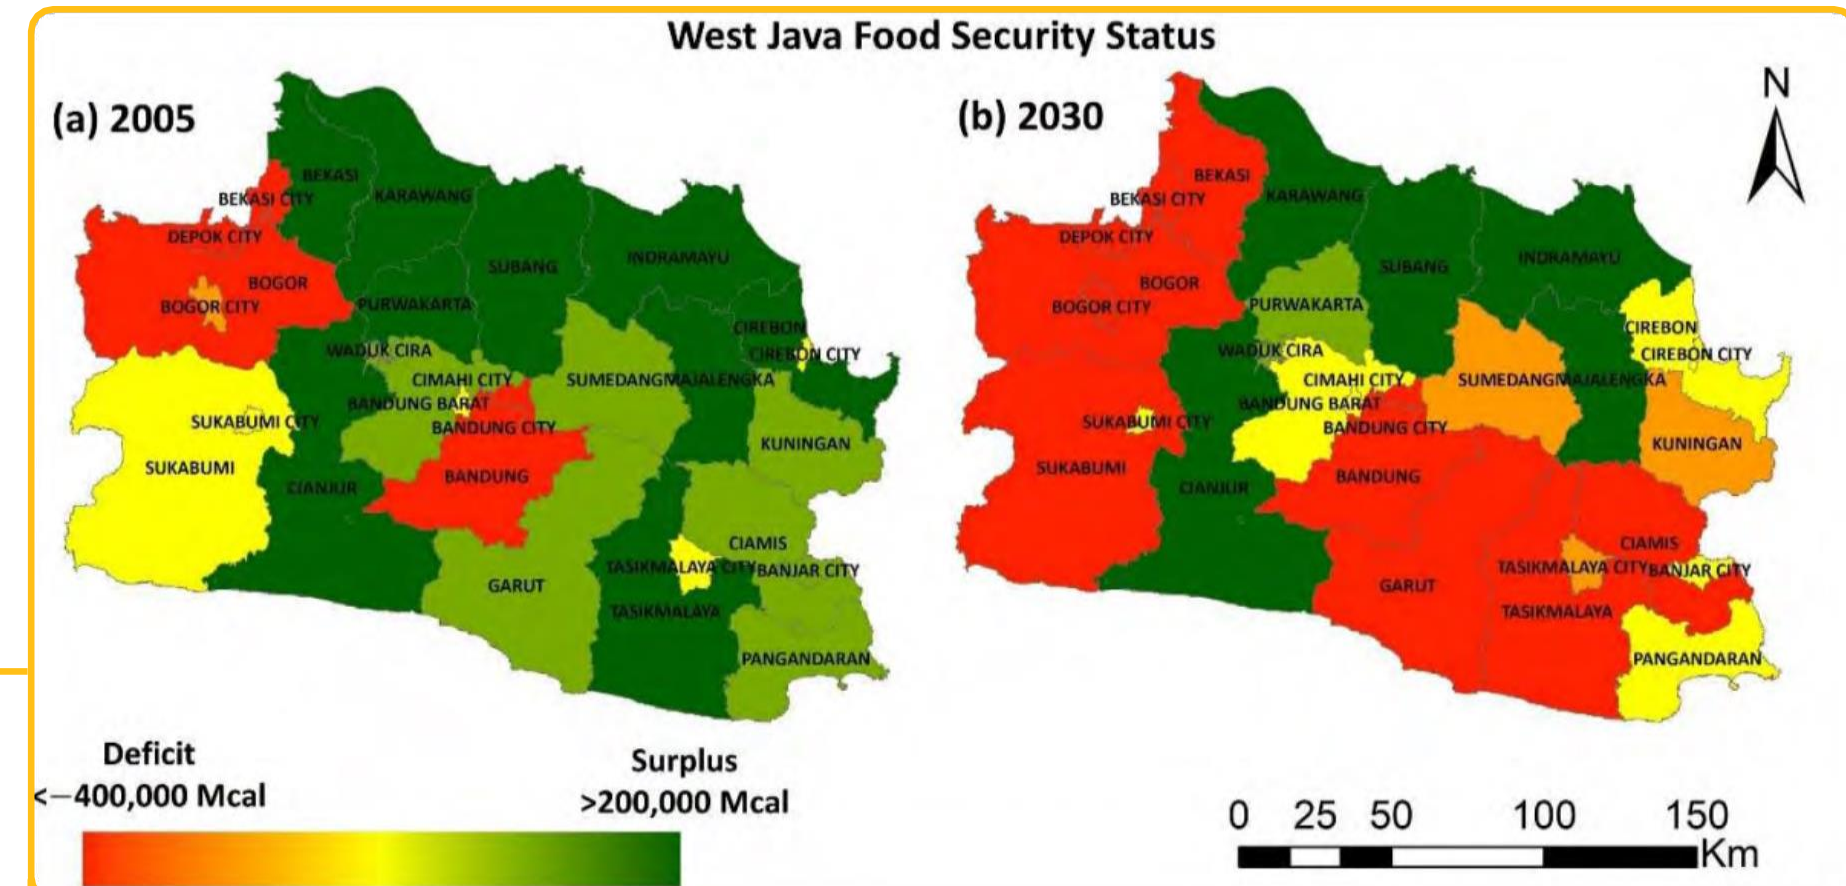 West Java Food Security Status
(a) 2005
BEKASI
BEKASI CITY
KARAWANG
DEPOK CITY
BOGOR
BOGOR CITY
SUBANG
INDRAMAYU
PURWAKARTA
CIREBON
CIREBON CITY
WADUK CIRA
CIMAHI CITY
SUMEDANG
MAJALENGKA
BANDUNG BARAT
SUKABUMI CITY
BANDUNG CITY
KUNINGAN
SUKABUMI
BANDUNG
CIANJUR
CIAMIS
TASIKMALAYA CITY
BANJAR CITY
GARUT
TASIKMALAYA
PANGANDARAN
(b) 2030
N
BEKASI
BEKASI CITY
KARAWANG
DEPOK CITY
BOGOR
BOGOR CITY
SUBANG
INDRAMAYU
PURWAKARTA
CIREBON
CIREBON CITY
WADUK CIRA
CIMAHI CITY
SUMEDANG
MAJALENGKA
BANDUNG BARAT
SUKABUMI CITY
BANDUNG CITY
KUNINGAN
SUKABUMI
BANDUNG
CIANJUR
CIAMIS
TASIKMALAYA CITY
BANJAR CITY
GARUT
TASIKMALAYA
PANGANDARAN
Deficit
<−400,000 Mcal
Surplus
>200,000 Mcal
0 25 50 100 150
Km